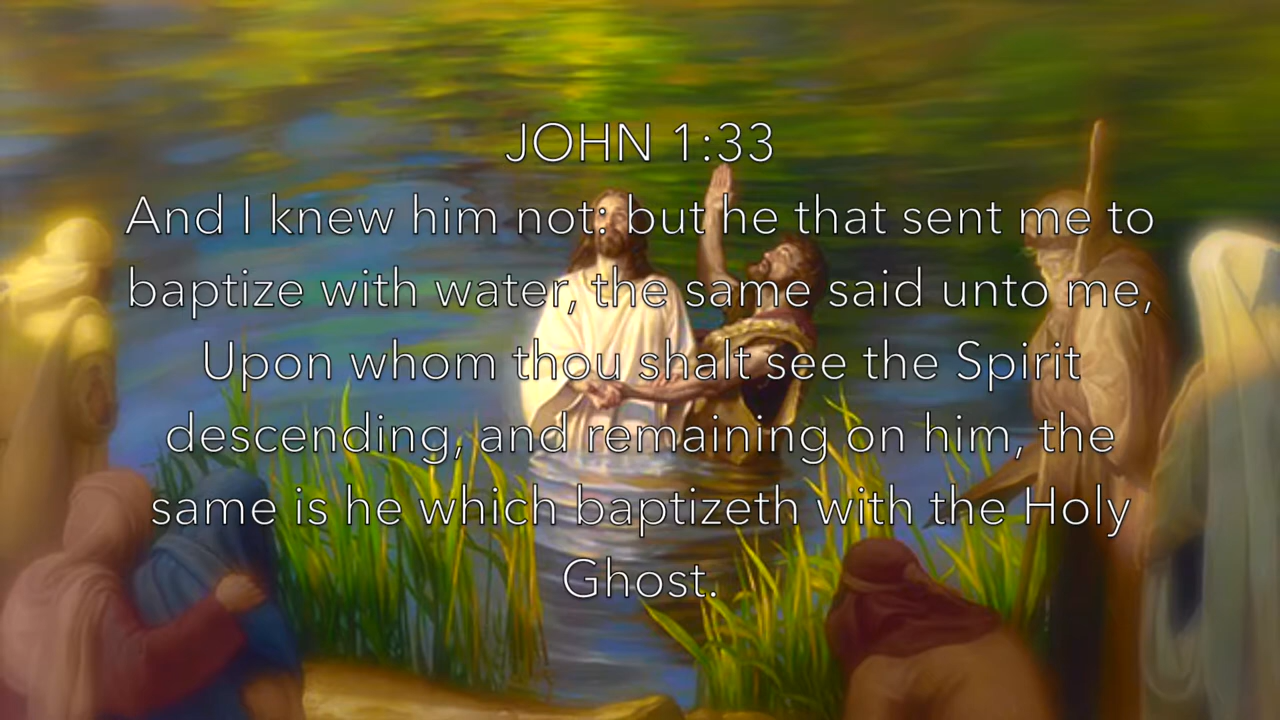 JOHN 1:33
And I knew him not: but he that sent me to
baptize with water, the same said unto me,
Upon whom thou shalt see the Spirit
descending, and remaining on him, the
same is he which baptizeth with the Holy
Ghost.